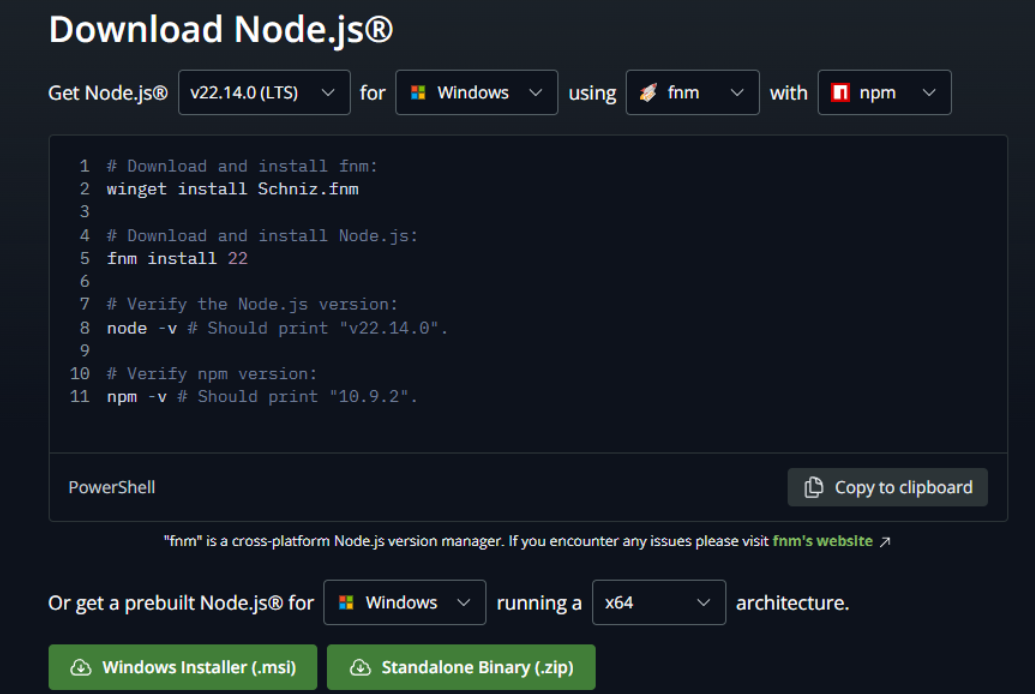 Download Node.js®
Get Node.js® v22.14.0 (LTS) for Windows using fnm with npm
1 # Download and install fnm:
2 winget install Schniz.fnm
3
4 # Download and install Node.js:
5 fnm install 22
6
7 # Verify the Node.js version:
8 node -v # Should print "v22.14.0".
9
10 # Verify npm version:
11 npm -v # Should print "10.9.2".
PowerShell Copy to clipboard
"fnm" is a cross-platform Node.js version manager. If you encounter any issues please visit fnm's website ↗
Or get a prebuilt Node.js® for Windows running a x64 architecture.
Windows Installer (.msi) Standalone Binary (.zip)